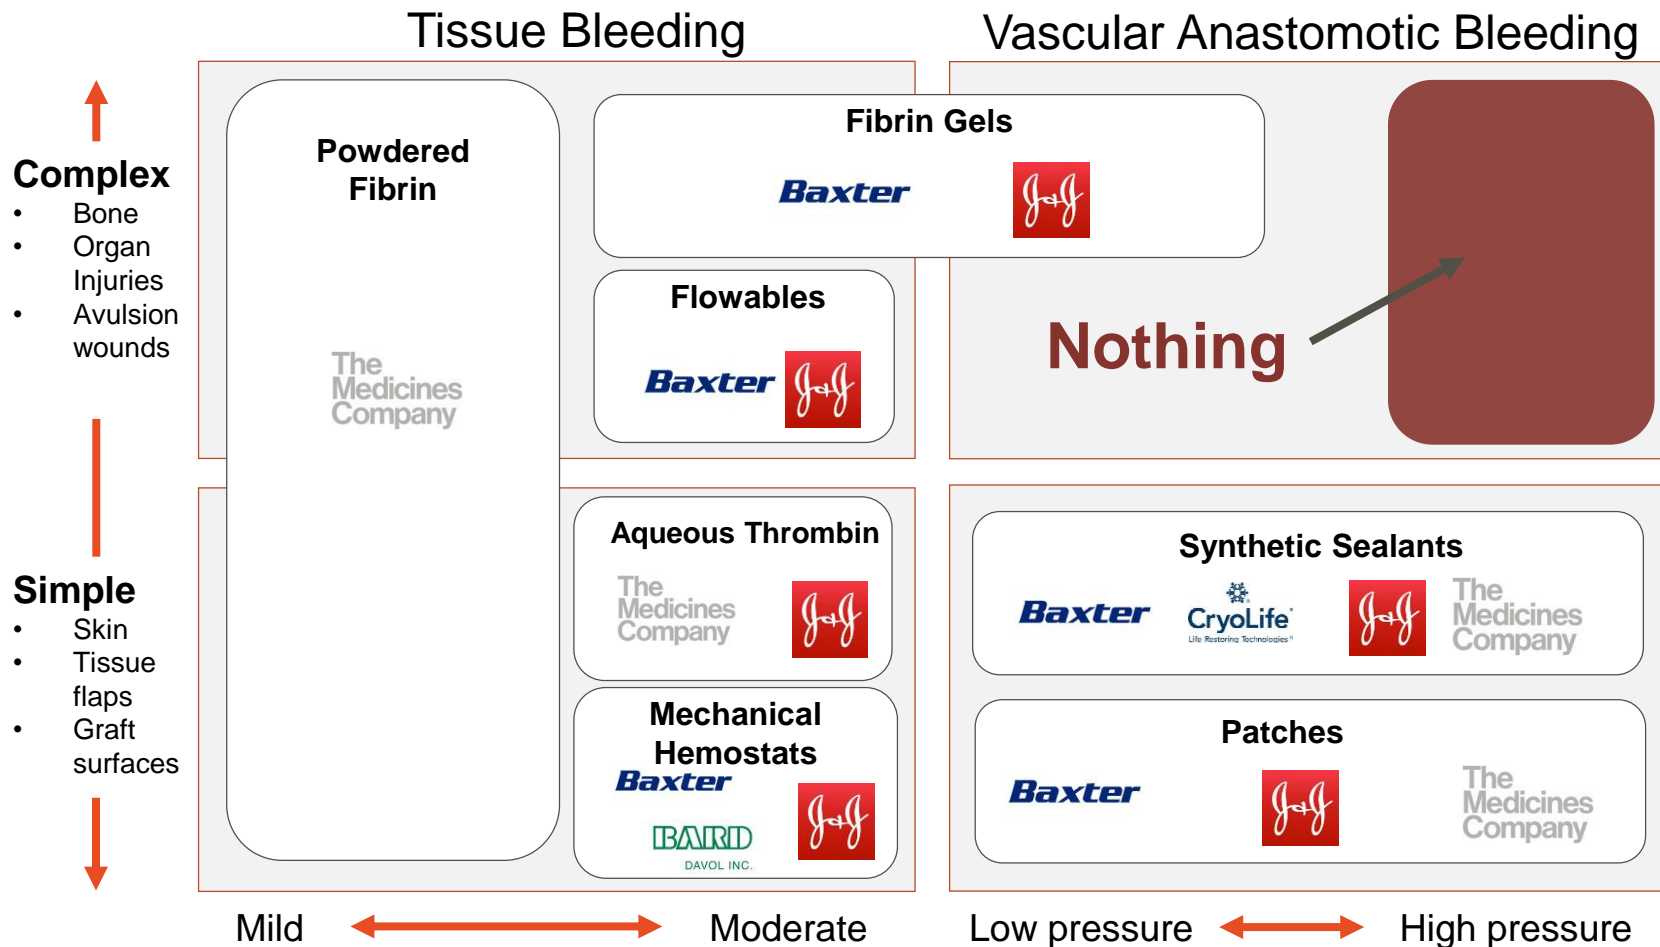 Tissue Bleeding
Vascular Anastomotic Bleeding
Complex
• Bone
• Organ
Injuries
• Avulsion
wounds
Simple
• Skin
• Tissue
flaps
• Graft
surfaces
Powdered
Fibrin
The
Medicines
Company
Fibrin Gels
Baxter
J&J
Flowables
Baxter
J&J
Nothing
Aqueous Thrombin
The
Medicines
Company
J&J
Mechanical
Hemostats
Baxter
J&J
BARD
DAVOL INC.
Synthetic Sealants
Baxter
CryoLife
Life Restoring Technologies
J&J
The
Medicines
Company
Patches
Baxter
J&J
The
Medicines
Company
Mild
Moderate
Low pressure
High pressure